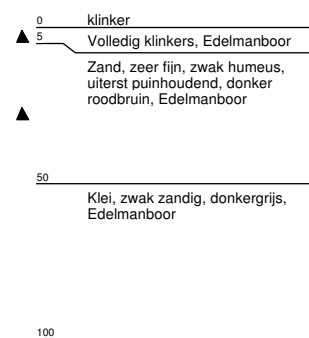 0 klinker
5 Volledig klinkers, Edelmanboor
Zand, zeer fijn, zwak humeus,
uiterst puinhoudend, donker
roodbruin, Edelmanboor
50
Klei, zwak zandig, donkergrijs,
Edelmanboor
100